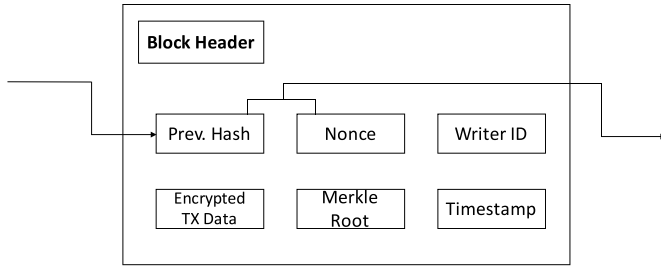 Block Header
Prev. Hash
Nonce
Writer ID
Encrypted
TX Data
Merkle
Root
Timestamp